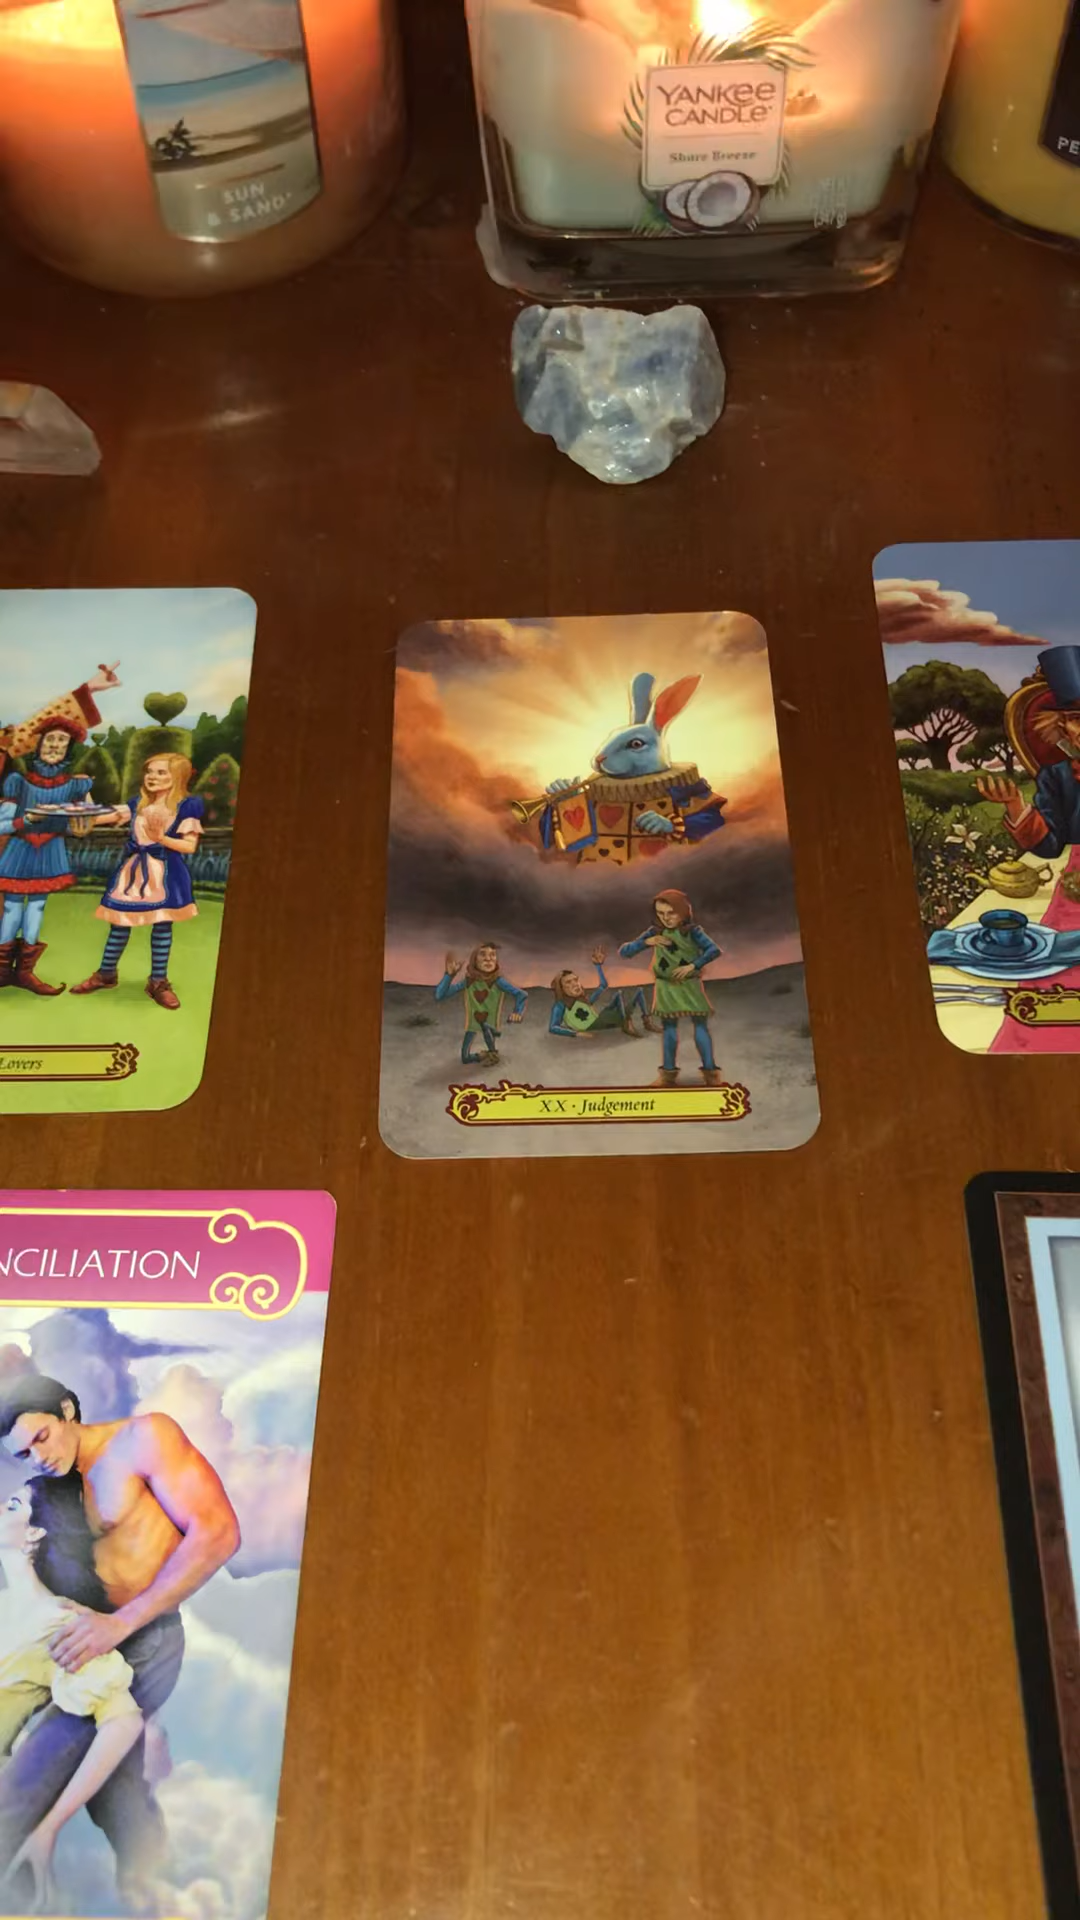 SUN
& SAND
YANKEE
CANDLE
Shore Breeze
PE
Lovers
XX · Judgement
NCILIATION